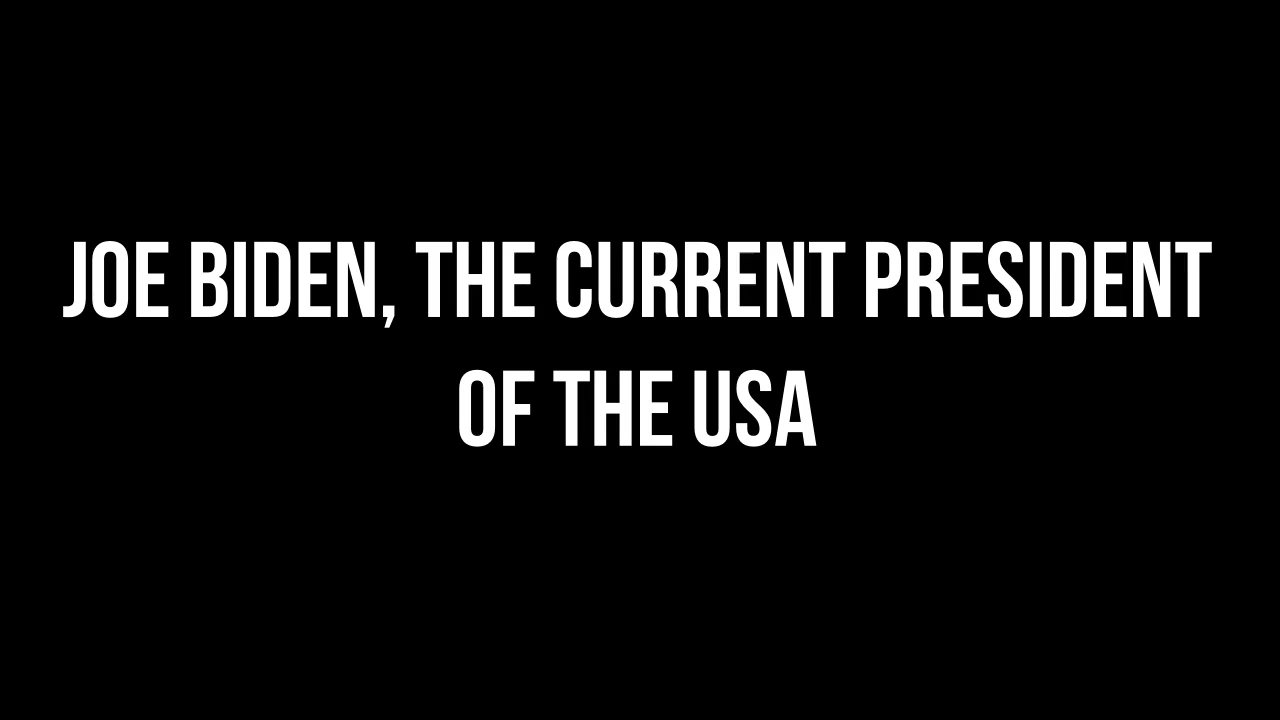 JOE BIDEN, THE CURRENT PRESIDENT
OF THE USA